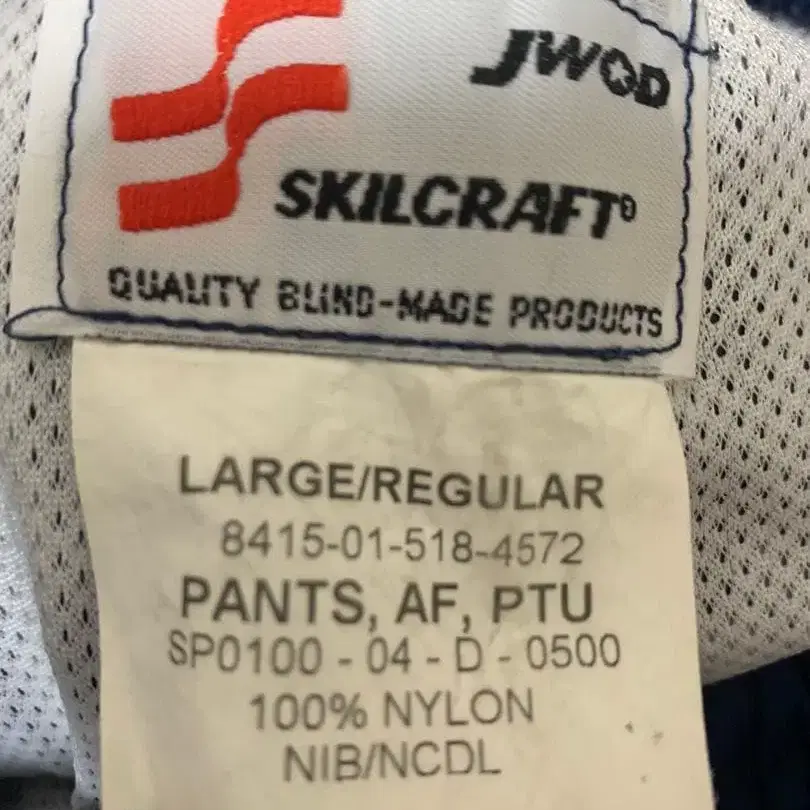 JWOD
SKILCRAFT®
QUALITY BLIND-MADE PRODUCTS
LARGE/REGULAR
8415-01-518-4572
PANTS, AF, PTU
SP0100 - 04 - D - 0500
100% NYLON
NIB/NCDL